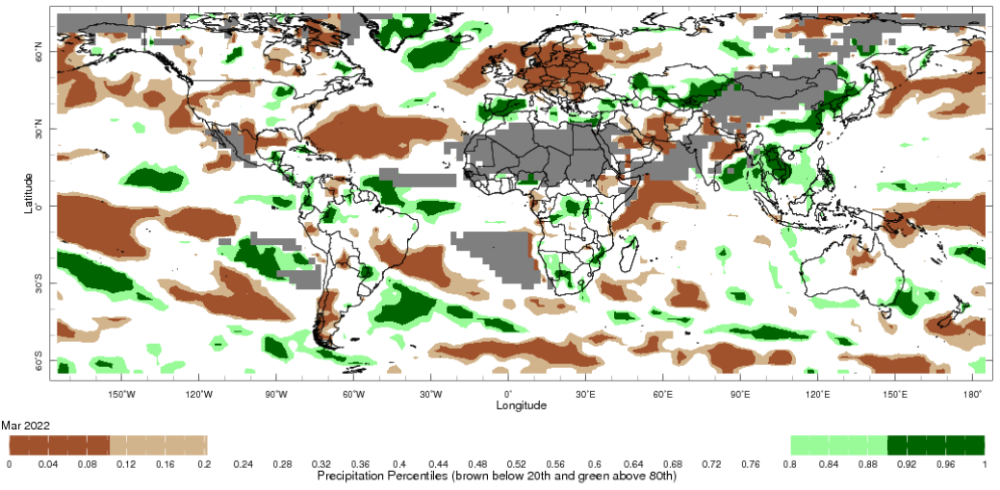 60°N
30°N
0°
30°S
60°S
Latitude
150°W 120°W 90°W 60°W 30°W 0° 30°E 60°E 90°E 120°E 150°E 180°
Longitude
Mar 2022
0 0.04 0.08 0.12 0.16 0.2 0.24 0.28 0.32 0.36 0.4 0.44 0.48 0.52 0.56 0.6 0.64 0.68 0.72 0.76 0.8 0.84 0.88 0.92 0.96 1
Precipitation Percentiles (brown below 20th and green above 80th)